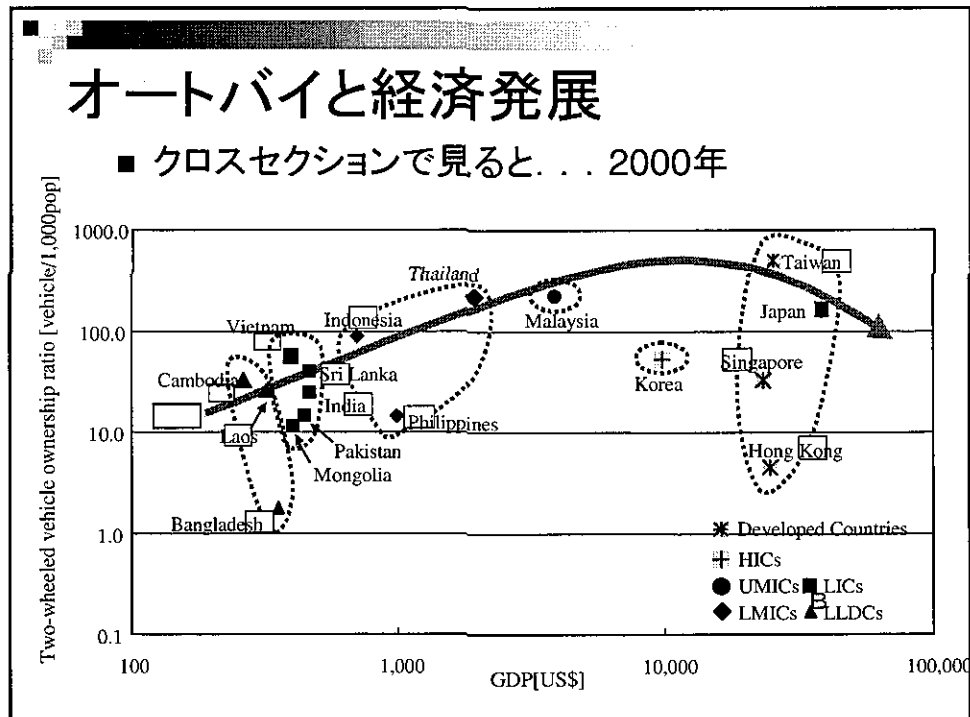 オートバイと経済発展
■ クロスセクションで見ると. . . 2000年
Two-wheeled vehicle ownership ratio [vehicle/1,000pop]
1000.0
100.0
10.0
1.0
0.1
100
1,000
10,000
100,000
GDP[US$]
Thailand
Taiwan
Vietnam
Indonesia
Malaysia
Japan
Cambodia
Sri Lanka
Korea
Singapore
India
Philippines
Laos
Pakistan
Mongolia
Hong Kong
Bangladesh
Developed Countries
HICs
UMICs
LICs
B
LMICs
LLDCs